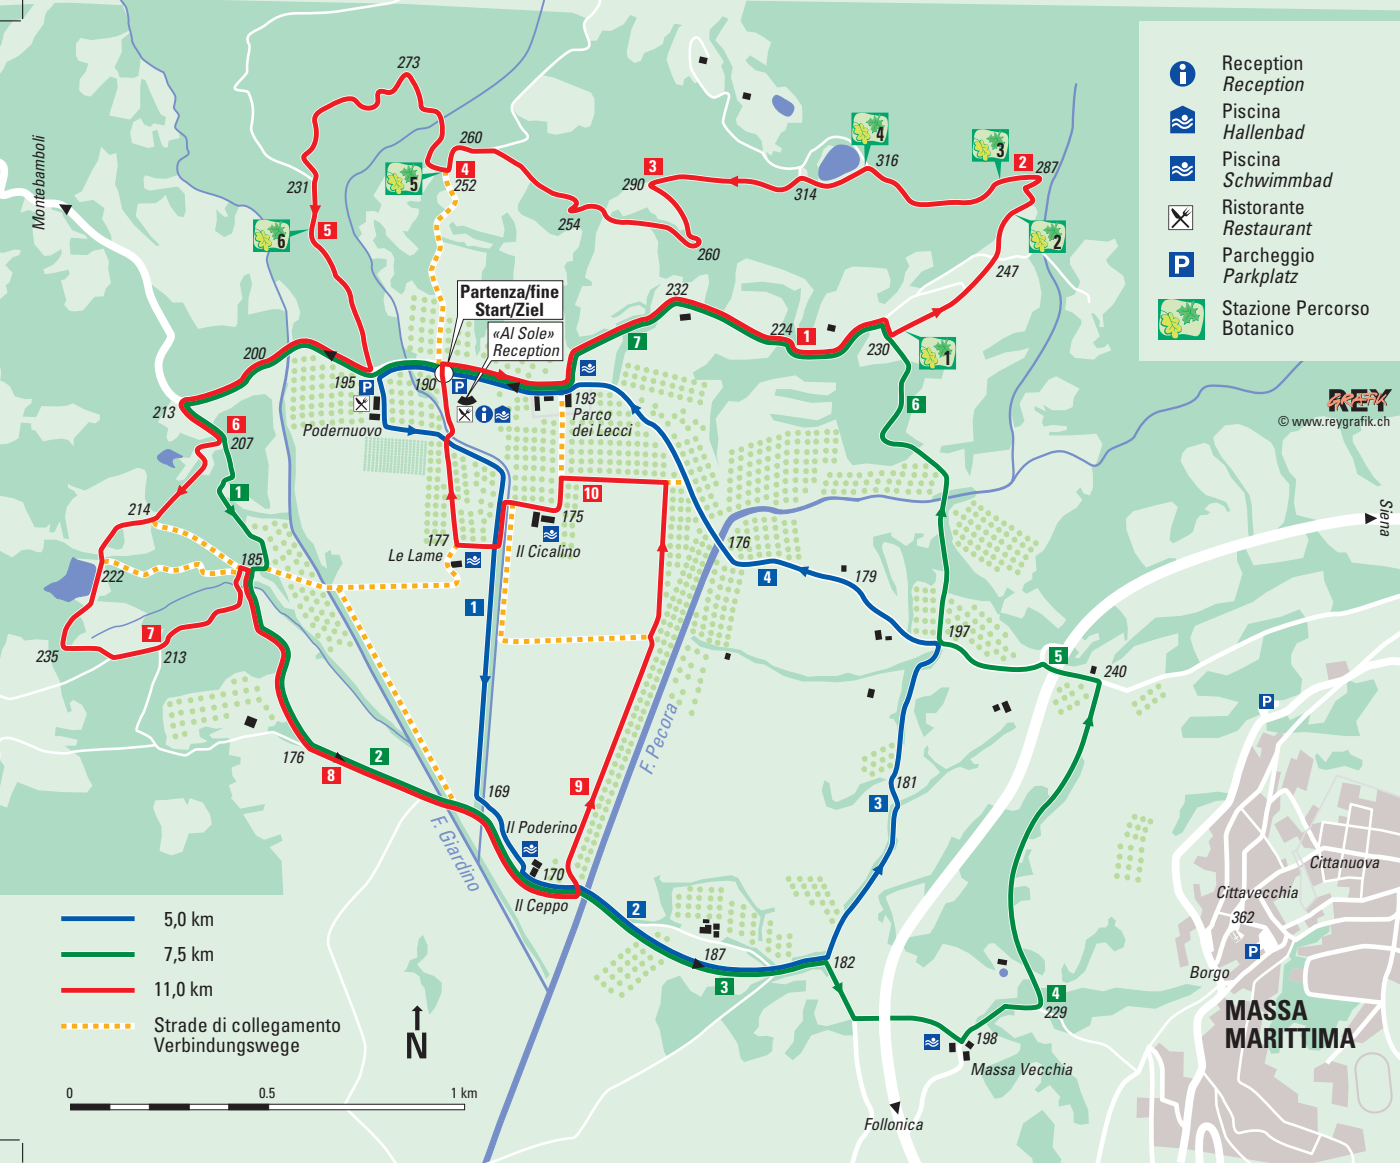 273
260
4
252
5
231
5
6
Montebamboli
3
290
254
260
314
4
316
3
2
287
2
247
Reception
Reception
Piscina
Hallenbad
Piscina
Schwimmbad
Ristorante
Restaurant
P
Parcheggio
Parkplatz
Stazione Percorso
Botanico
Partenza/fine
Start/Ziel
«Al Sole»
Reception
232
7
224
1
230
1
200
195
P
190
P
193
Parco
dei Lecci
Podernuovo
213
6
207
6
REY
GRAFIK
© www.reygrafik.ch
1
214
10
175
Il Cicalino
177
Le Lame
Siena
185
222
176
4
179
1
7
235
213
197
5
240
P
F. Pecora
176
8
2
169
9
181
3
Il Poderino
F. Giardino
170
Il Ceppo
2
187
3
182
Cittanuova
Cittavecchia
362
P
Borgo
4
229
MASSA
MARITTIMA
198
Massa Vecchia
Follonica
5,0 km
7,5 km
11,0 km
Strade di collegamento
Verbindungswege
N
0
0.5
1 km